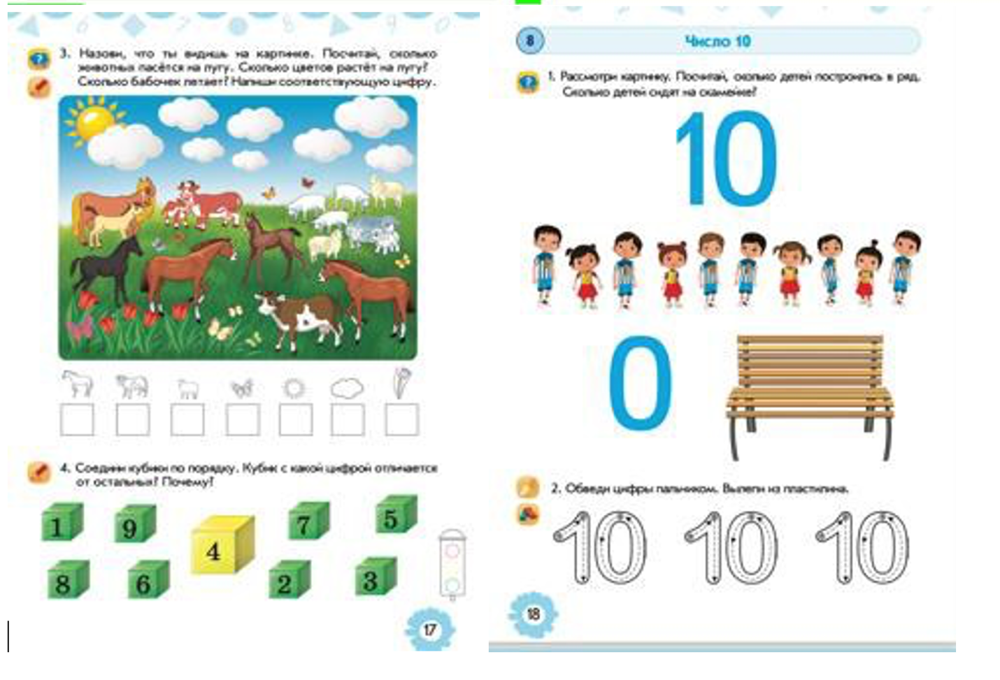 3. Назови, что ты видишь на картинке. Посчитай, сколько
животных пасётся на лугу. Сколько цветов растёт на лугу?
Сколько бабочек летает? Напиши соответствующую цифру.
4. Соедини кубики по порядку. Кубик с какой цифрой отличается
от остальных? Почему?
1 9 4 7 5
8 6 2 3
17
8 Число 10
1. Рассмотри картинку. Посчитай, сколько детей построились в ряд.
Сколько детей сидят на скамейке?
10
0
2. Обведи цифры пальчиком. Вылепи из пластилина.
10 10 10
18